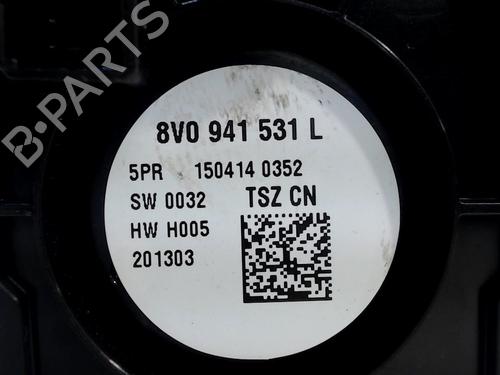 B-PARTS
8V0 941 531 L
5PR 150414 0352
SW 0032 TSZ CN
HW H005
201303